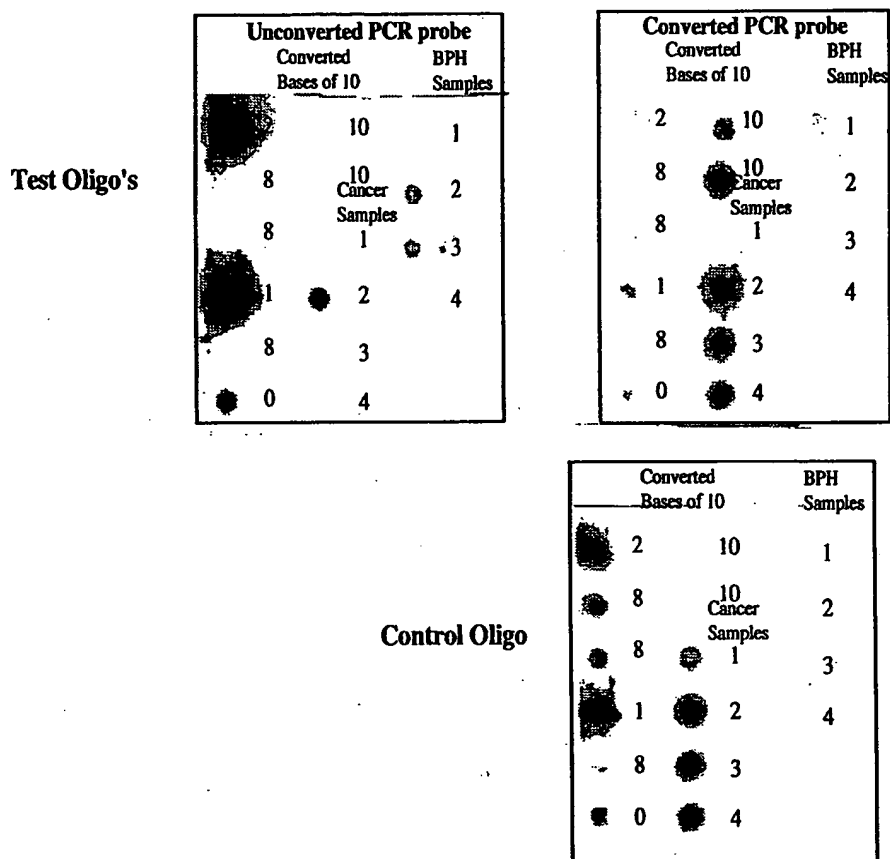 Unconverted PCR probe
Converted BPH
Bases of 10 Samples
10 1
8 10 2
Cancer
Samples
8 1 3
1 2 4
8 3
0 4
Test Oligo's
Converted PCR probe
Converted BPH
Bases of 10 Samples
2 10 1
8 10 2
Cancer
Samples
8 1 3
1 2 4
8 3
0 4
Control Oligo
Converted BPH
Bases of 10 Samples
2 10 1
8 10 2
Cancer
Samples
8 1 3
1 2 4
8 3
0 4